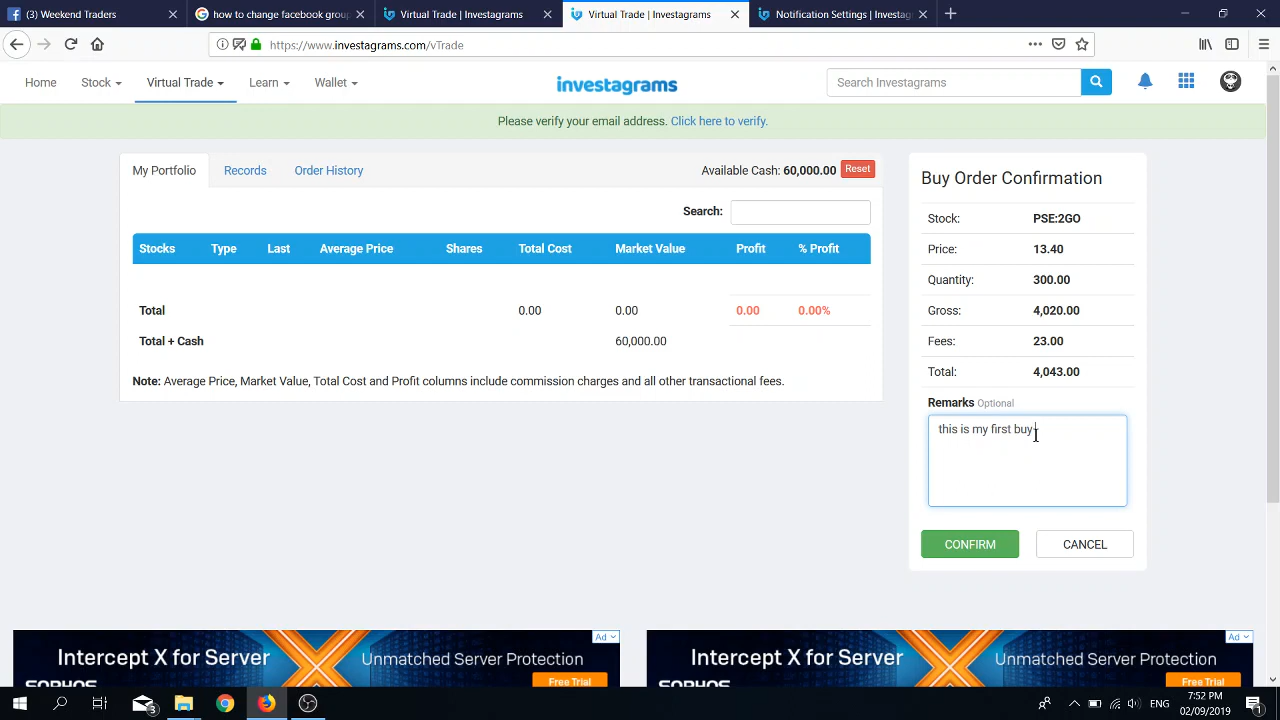 (3) Weekend Traders
how to change facebook group
Virtual Trade | Investagrams
Virtual Trade | Investagrams
Notification Settings | Investag
https://www.investagrams.com/vTrade
Home
Stock
Virtual Trade
Learn
Wallet
investagrams
Search Investagrams
Please verify your email address. Click here to verify.
My Portfolio
Records
Order History
Available Cash: 60,000.00
Reset
Search:
Stocks Type Last Average Price Shares Total Cost Market Value Profit % Profit
Total 0.00 0.00 0.00 0.00%
Total + Cash 60,000.00
Note: Average Price, Market Value, Total Cost and Profit columns include commission charges and all other transactional fees.
Buy Order Confirmation
Stock: PSE:2GO
Price: 13.40
Quantity: 300.00
Gross: 4,020.00
Fees: 23.00
Total: 4,043.00
Remarks Optional
this is my first buy
CONFIRM
CANCEL
Ad
Intercept X for Server
Unmatched Server Protection
SOPHOS
Free Trial
Ad
Intercept X for Server
Unmatched Server Protection
SOPHOS
Free Trial
3
ENG
7:52 PM
02/09/2019
1